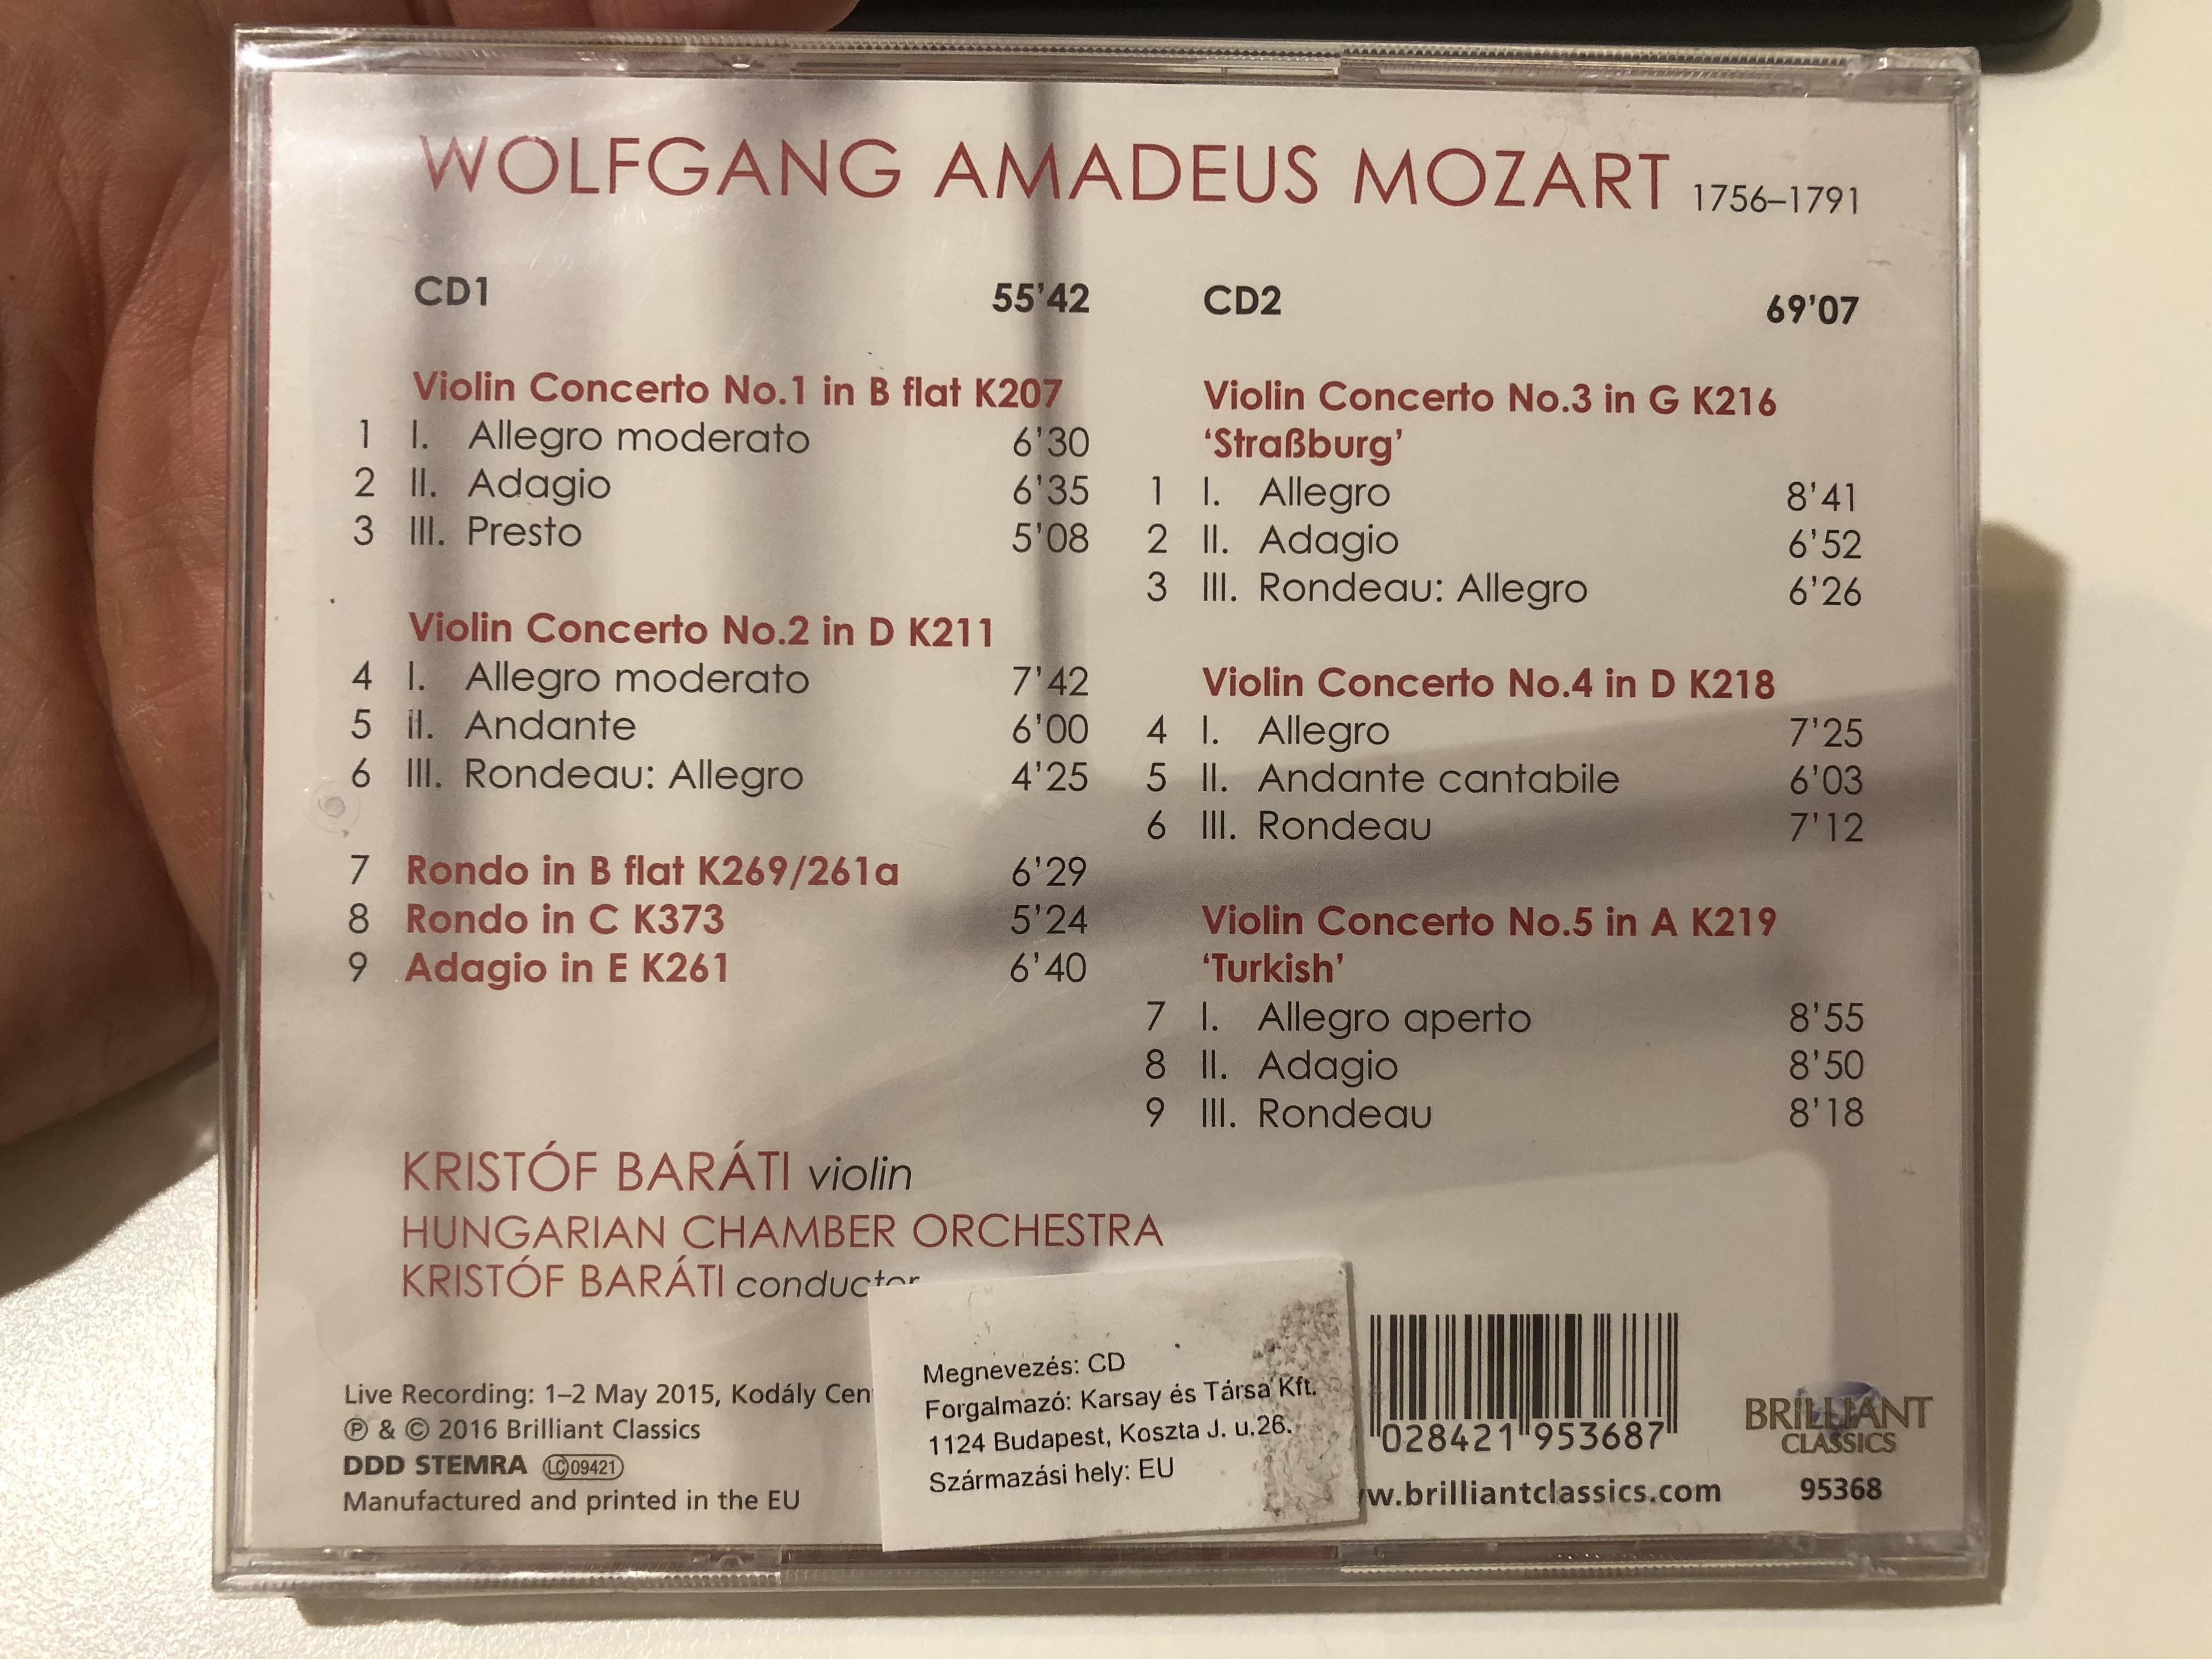 WOLFGANG AMADEUS MOZART 1756–1791
CD1 55'42
Violin Concerto No.1 in B flat K207
1 I. Allegro moderato 6'30
2 II. Adagio 6'35
3 III. Presto 5'08
Violin Concerto No.2 in D K211
4 I. Allegro moderato 7'42
5 II. Andante 6'00
6 III. Rondeau: Allegro 4'25
7 Rondo in B flat K269/261a 6'29
8 Rondo in C K373 5'24
9 Adagio in E K261 6'40
CD2 69'07
Violin Concerto No.3 in G K216
‘Straßburg’
1 I. Allegro 8'41
2 II. Adagio 6'52
3 III. Rondeau: Allegro 6'26
Violin Concerto No.4 in D K218
4 I. Allegro 7'25
5 II. Andante cantabile 6'03
6 III. Rondeau 7'12
Violin Concerto No.5 in A K219
‘Turkish’
7 I. Allegro aperto 8'55
8 II. Adagio 8'50
9 III. Rondeau 8'18
KRISTÓF BARÁTI violin
HUNGARIAN CHAMBER ORCHESTRA
KRISTÓF BARÁTI conductor
Live Recording: 1–2 May 2015, Kodály Cen
℗ & © 2016 Brilliant Classics
DDD STEMRA LC 09421
Manufactured and printed in the EU
Megnevezés: CD
Forgalmazó: Karsay és Társa Kft.
1124 Budapest, Koszta J. u.26.
Származási hely: EU
028421 953687
w.brilliantclassics.com
BRILLIANT
CLASSICS
95368